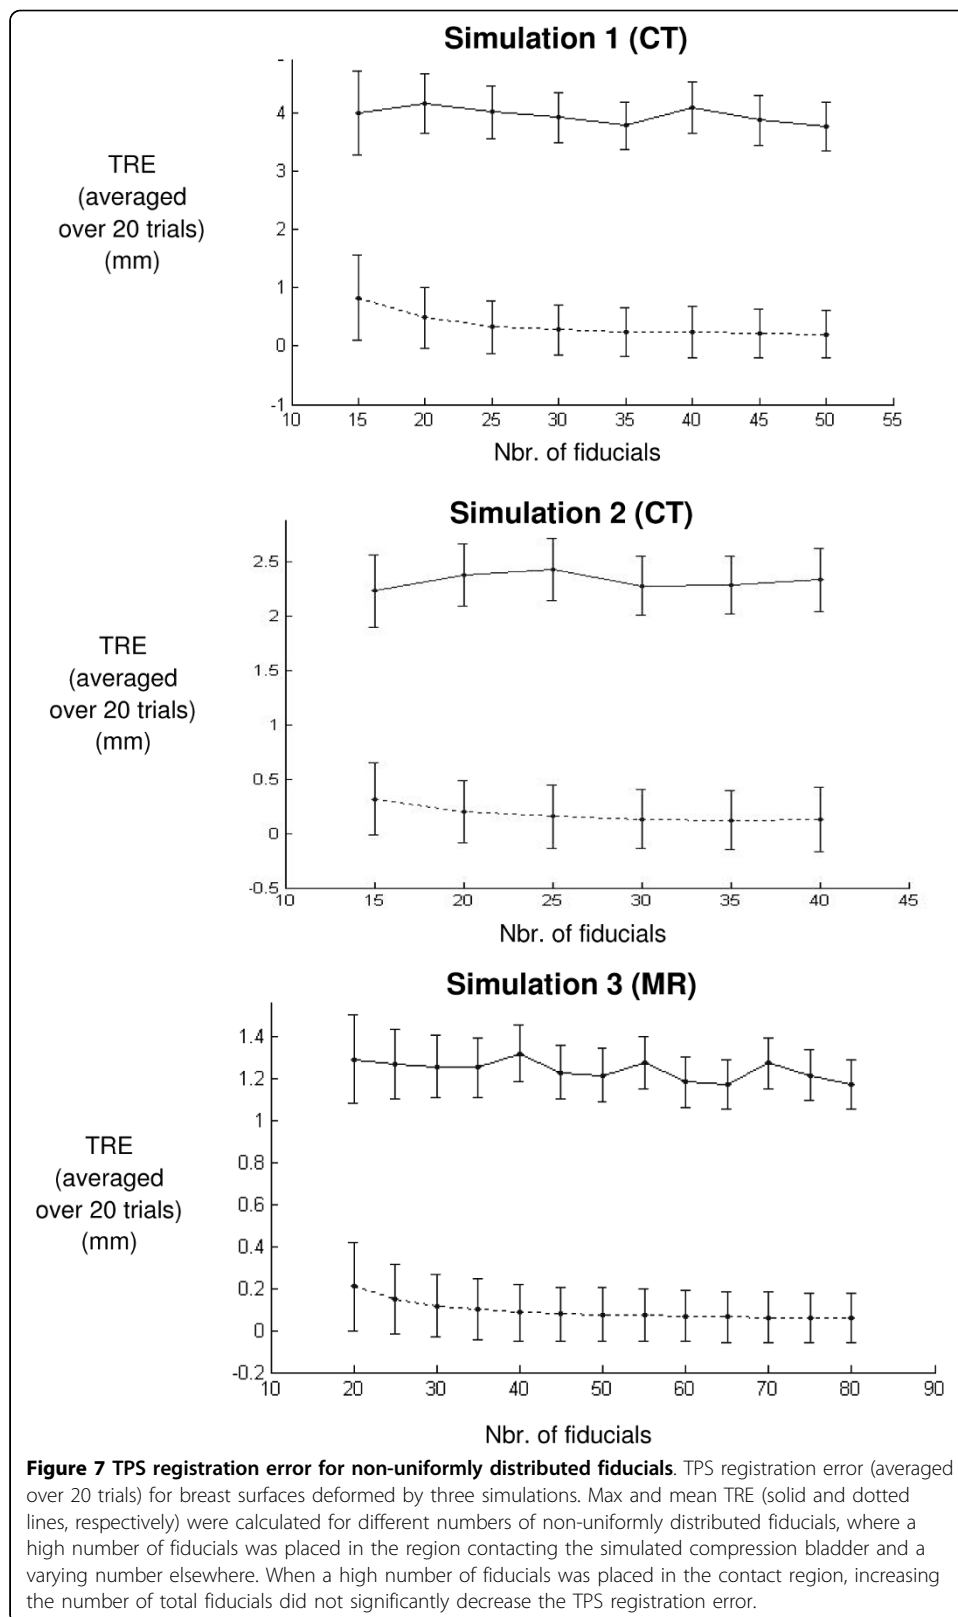 Simulation 1 (CT)
TRE
(averaged
over 20 trials)
(mm)
4
3
2
1
0
-1
10 15 20 25 30 35 40 45 50 55
Nbr. of fiducials
Simulation 2 (CT)
TRE
(averaged
over 20 trials)
(mm)
2.5
2
1.5
1
0.5
0
-0.5
10 15 20 25 30 35 40 45
Nbr. of fiducials
Simulation 3 (MR)
TRE
(averaged
over 20 trials)
(mm)
1.4
1.2
1
0.8
0.6
0.4
0.2
0
-0.2
10 20 30 40 50 60 70 80 90
Nbr. of fiducials
Figure 7 TPS registration error for non-uniformly distributed fiducials. TPS registration error (averaged
over 20 trials) for breast surfaces deformed by three simulations. Max and mean TRE (solid and dotted
lines, respectively) were calculated for different numbers of non-uniformly distributed fiducials, where a
high number of fiducials was placed in the region contacting the simulated compression bladder and a
varying number elsewhere. When a high number of fiducials was placed in the contact region, increasing
the number of total fiducials did not significantly decrease the TPS registration error.